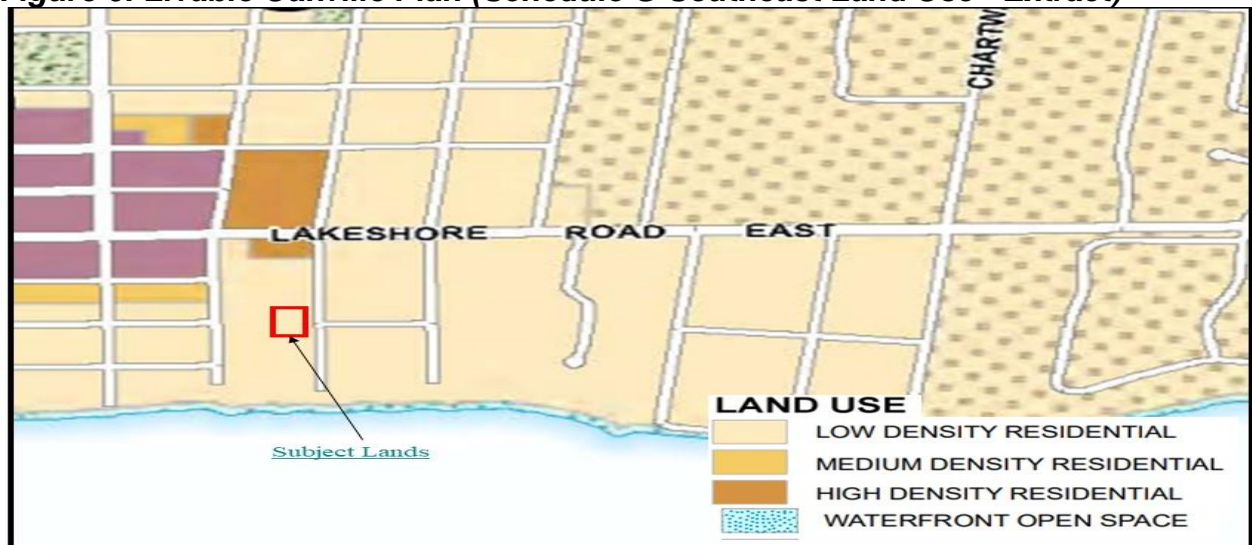 CHARTW
LAKESHORE ROAD EAST
Subject Lands
LAND USE
LOW DENSITY RESIDENTIAL
MEDIUM DENSITY RESIDENTIAL
HIGH DENSITY RESIDENTIAL
WATERFRONT OPEN SPACE